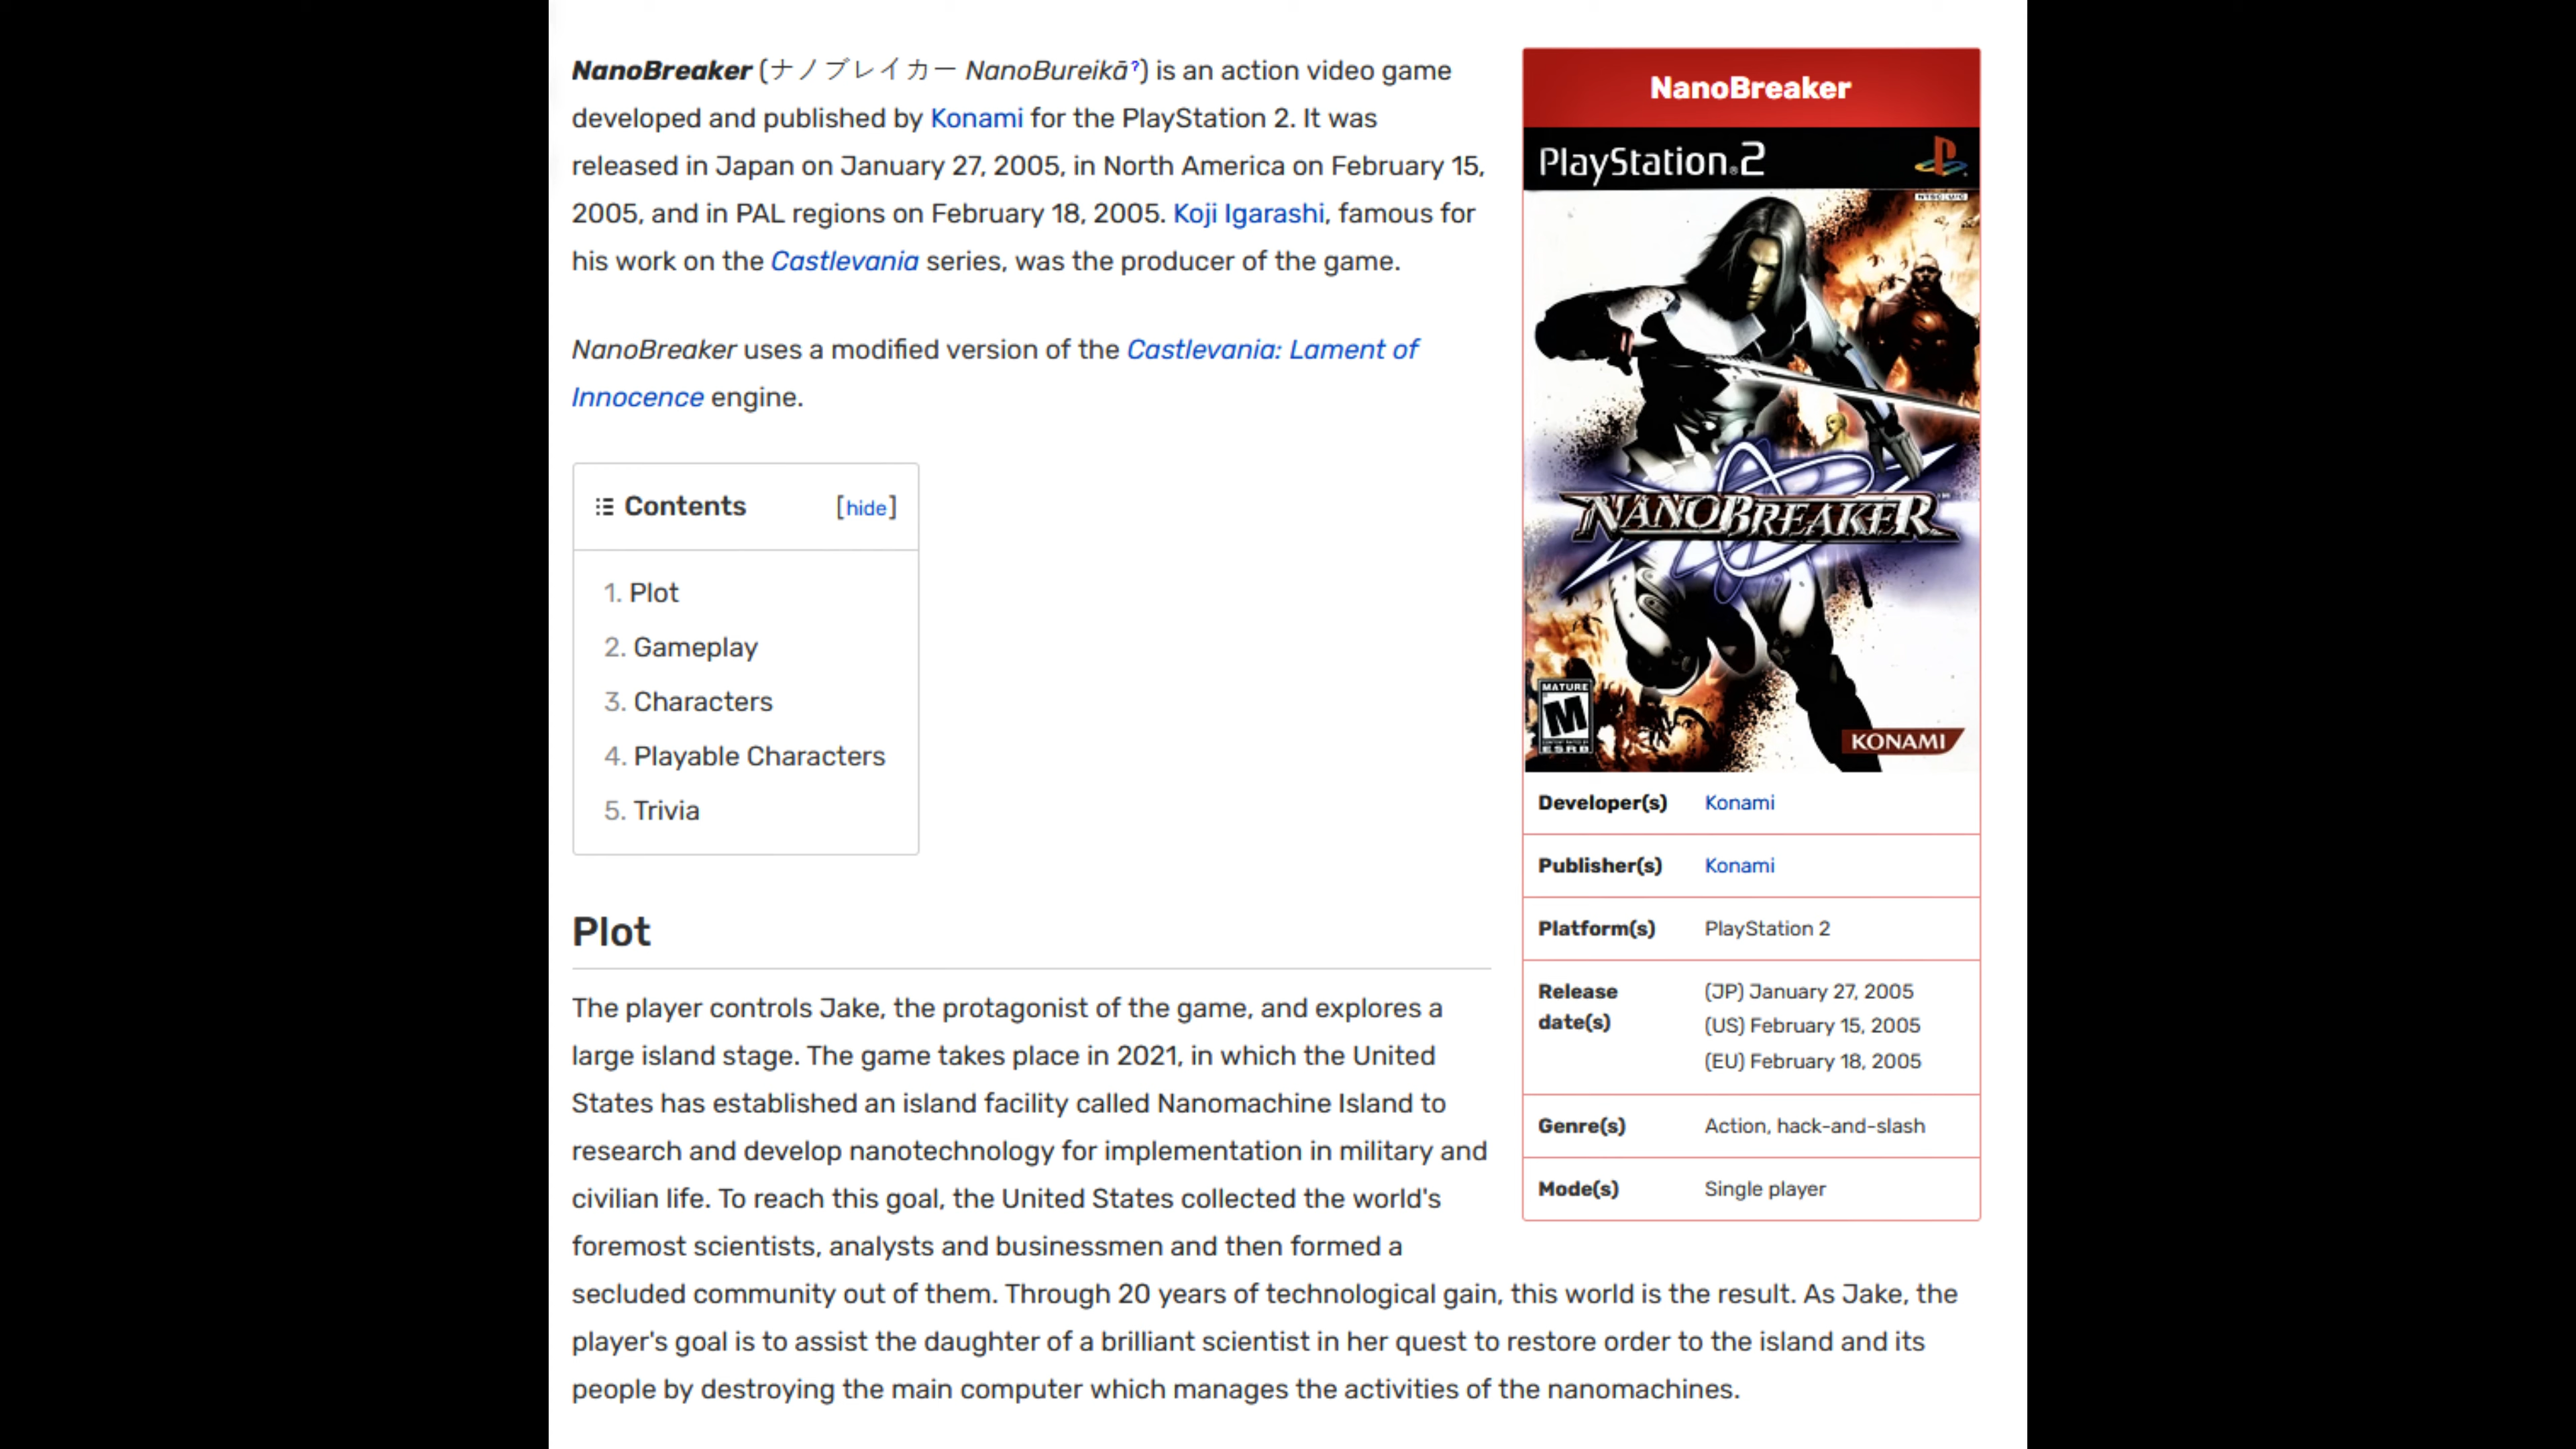 NanoBreaker (ナノブレイカー NanoBureikā?) is an action video game
developed and published by Konami for the PlayStation 2. It was
released in Japan on January 27, 2005, in North America on February 15,
2005, and in PAL regions on February 18, 2005. Koji Igarashi, famous for
his work on the Castlevania series, was the producer of the game.
NanoBreaker uses a modified version of the Castlevania: Lament of
Innocence engine.
Contents [hide]
1. Plot
2. Gameplay
3. Characters
4. Playable Characters
5. Trivia
Plot
The player controls Jake, the protagonist of the game, and explores a
large island stage. The game takes place in 2021, in which the United
States has established an island facility called Nanomachine Island to
research and develop nanotechnology for implementation in military and
civilian life. To reach this goal, the United States collected the world's
foremost scientists, analysts and businessmen and then formed a
secluded community out of them. Through 20 years of technological gain, this world is the result. As Jake, the
player's goal is to assist the daughter of a brilliant scientist in her quest to restore order to the island and its
people by destroying the main computer which manages the activities of the nanomachines.
NanoBreaker
PlayStation.2
NTSC U/C
NANOBREAKER
MATURE
M
CONTENT RATED BY
ESRB
KONAMI
Developer(s) Konami
Publisher(s) Konami
Platform(s) PlayStation 2
Release (JP) January 27, 2005
date(s) (US) February 15, 2005
(EU) February 18, 2005
Genre(s) Action, hack-and-slash
Mode(s) Single player